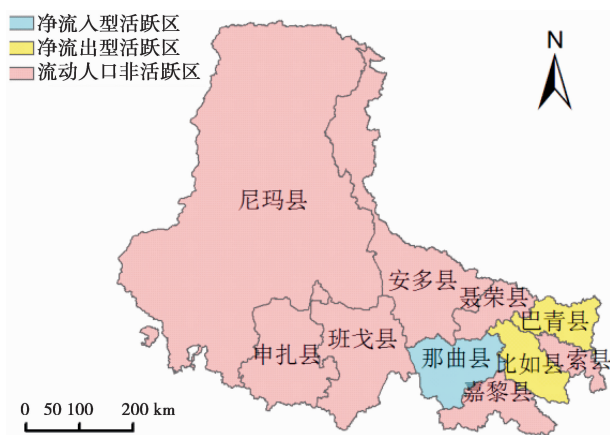 净流入型活跃区
净流出型活跃区
流动人口非活跃区
N
尼玛县
安多县
聂荣县
巴青县
申扎县
班戈县
那曲县
比如县
索县
嘉黎县
0 50 100 200 km